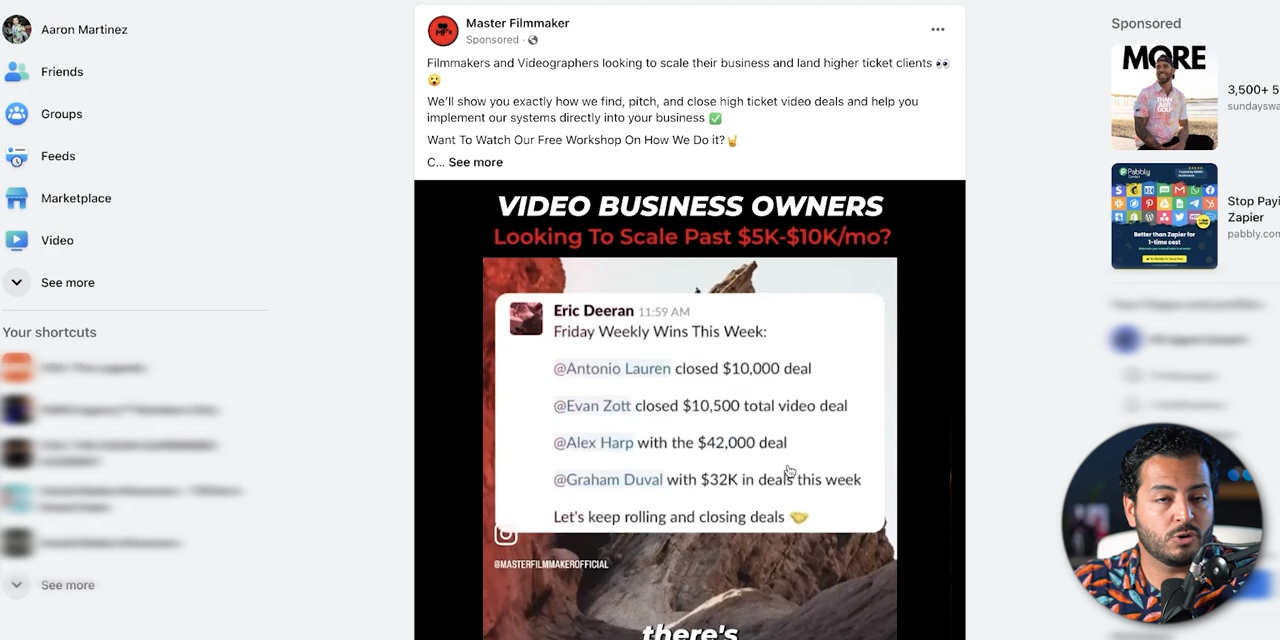 Aaron Martinez
Friends
Groups
Feeds
Marketplace
Video
See more
Your shortcuts
See more
Master Filmmaker
Sponsored ·
Filmmakers and Videographers looking to scale their business and land higher ticket clients 👀
😮
We'll show you exactly how we find, pitch, and close high ticket video deals and help you
implement our systems directly into your business ✅
Want To Watch Our Free Workshop On How We Do it?🤘
C... See more
VIDEO BUSINESS OWNERS
Looking To Scale Past $5K-$10K/mo?
Eric Deeran 11:59 AM
Friday Weekly Wins This Week:
@Antonio Lauren closed $10,000 deal
@Evan Zott closed $10,500 total video deal
@Alex Harp with the $42,000 deal
@Graham Duval with $32K in deals this week
Let's keep rolling and closing deals 🤝
@MASTERFILMMAKEROFFICIAL
there's
Sponsored
MORE
THAN
JUST
GOLF
3,500+ 5
sundayswa
Pabbly
Better than Zapier for
1-time cost
Stop Payi
Zapier
pabbly.com